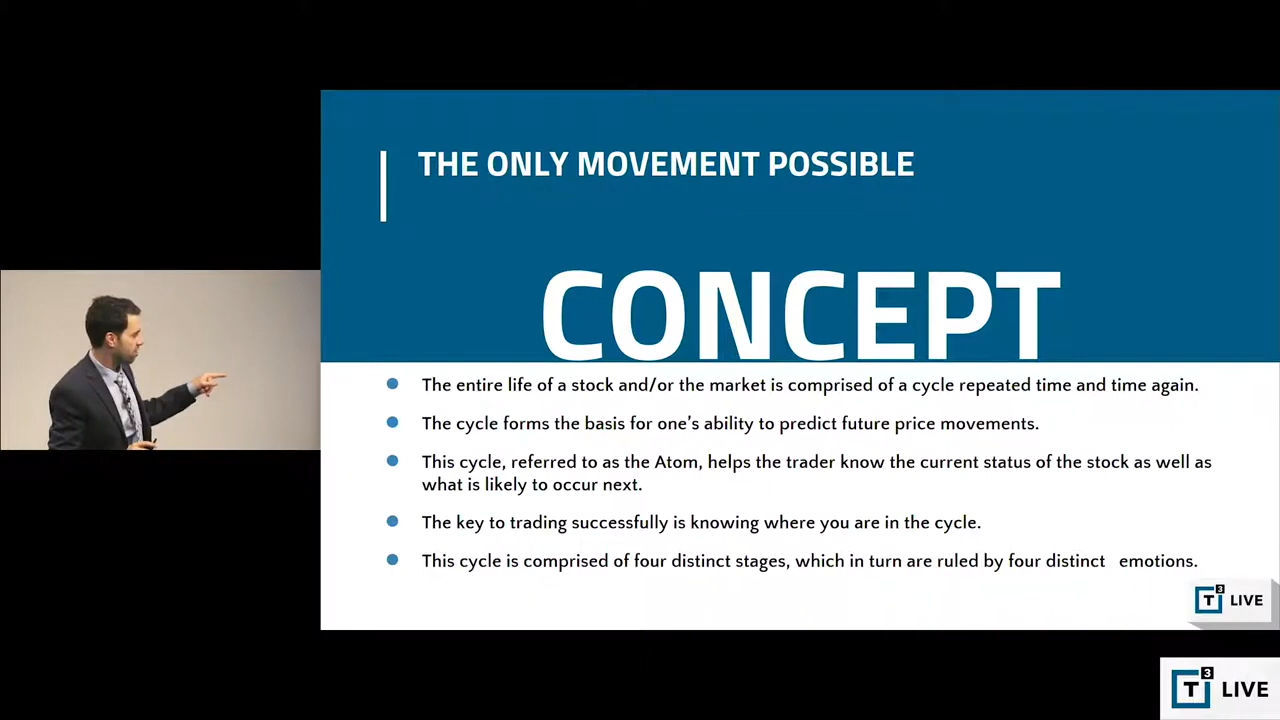 THE ONLY MOVEMENT POSSIBLE
CONCEPT
The entire life of a stock and/or the market is comprised of a cycle repeated time and time again.
The cycle forms the basis for one's ability to predict future price movements.
This cycle, referred to as the Atom, helps the trader know the current status of the stock as well as
what is likely to occur next.
The key to trading successfully is knowing where you are in the cycle.
This cycle is comprised of four distinct stages, which in turn are ruled by four distinct emotions.
T3 LIVE
T3 LIVE